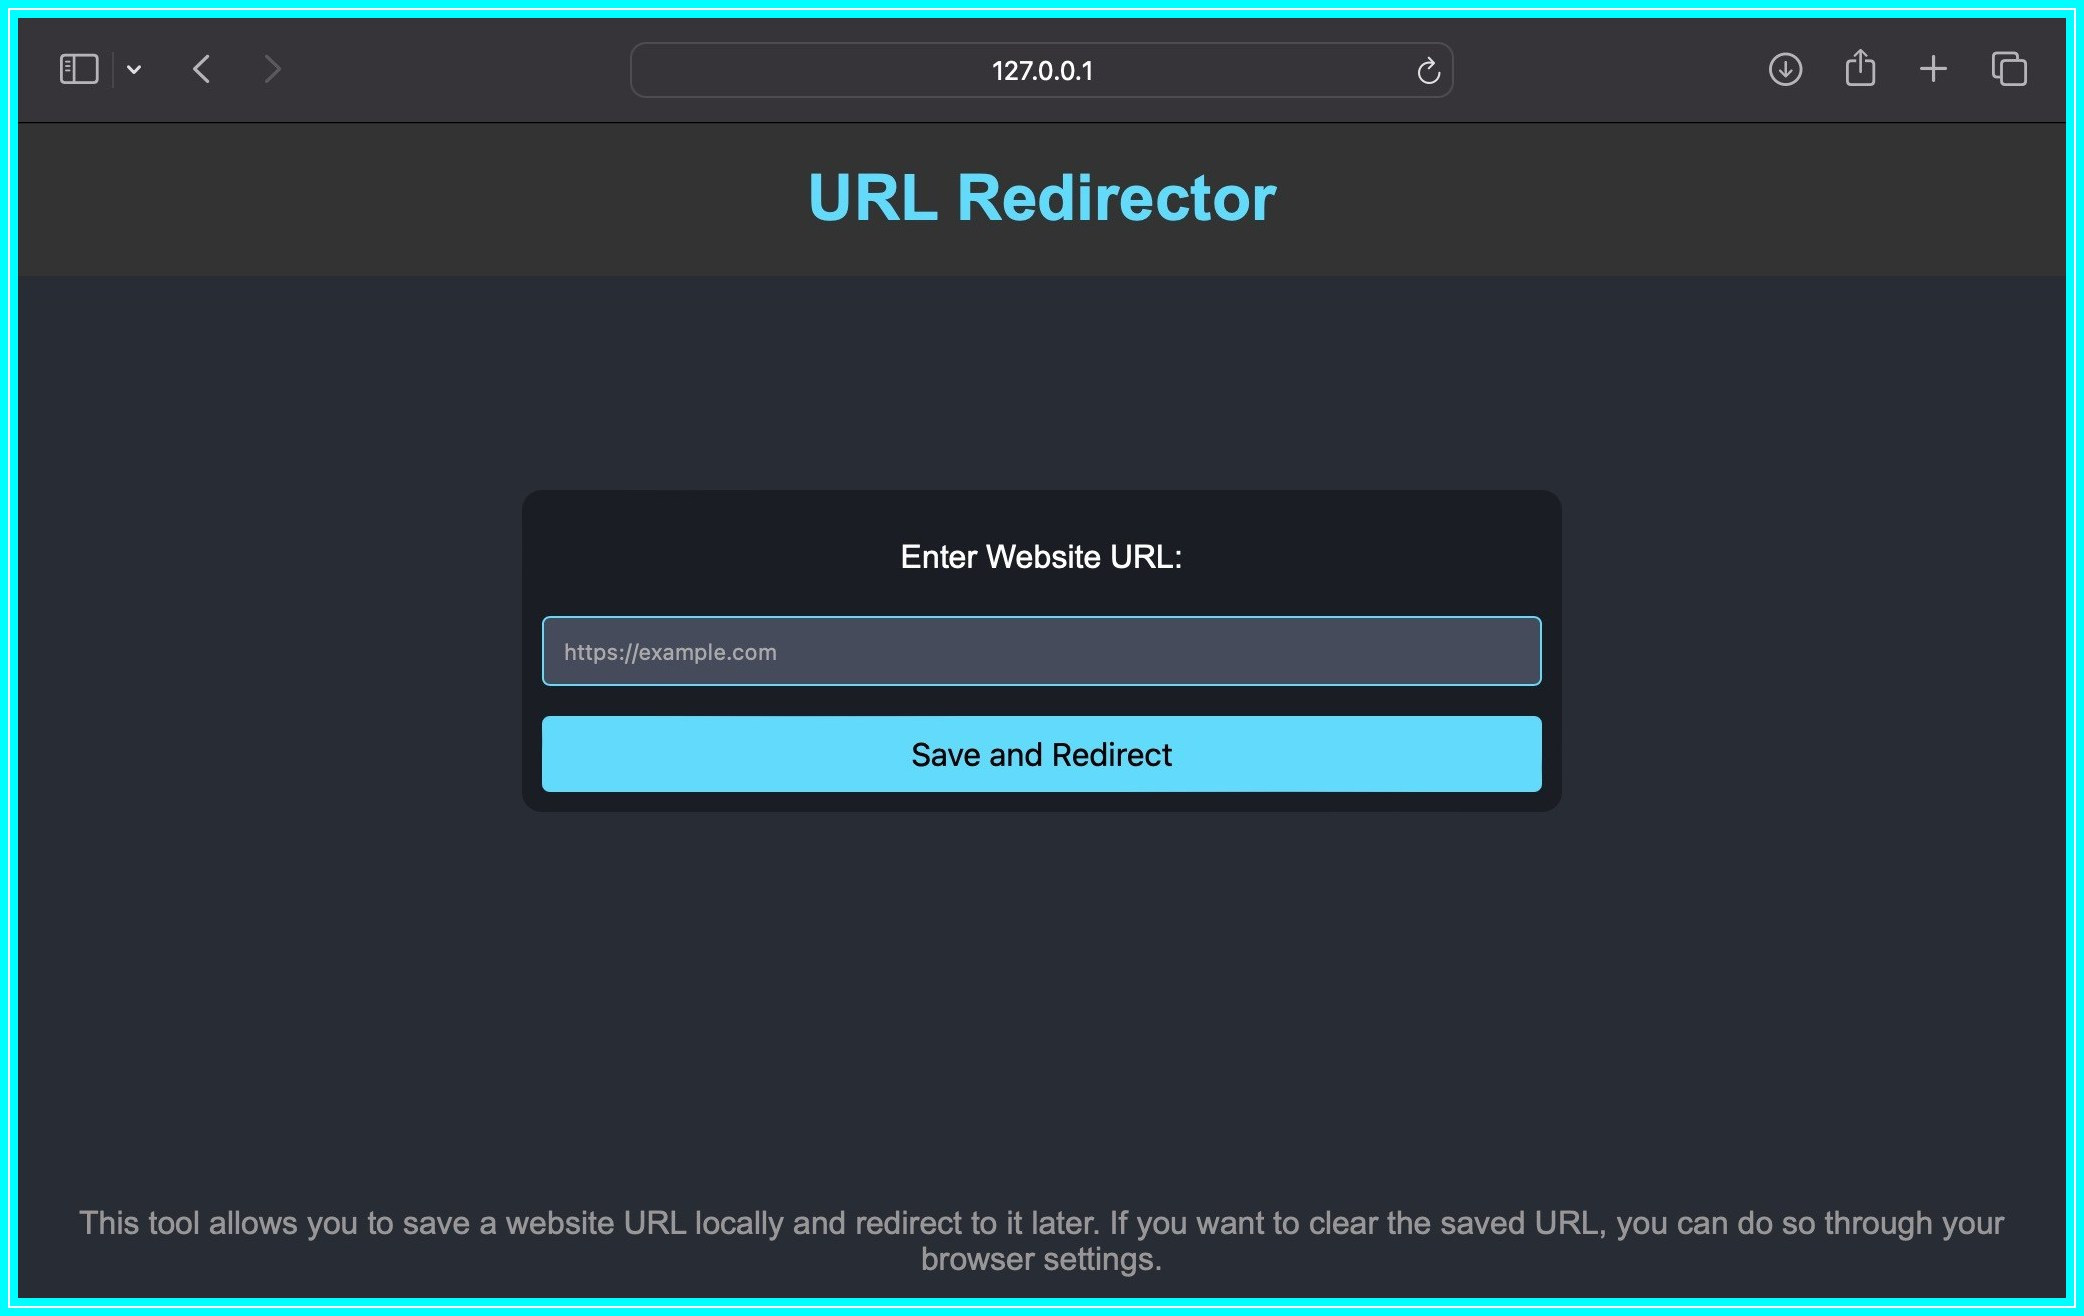 127.0.0.1
URL Redirector
Enter Website URL:
https://example.com
Save and Redirect
This tool allows you to save a website URL locally and redirect to it later. If you want to clear the saved URL, you can do so through your
browser settings.